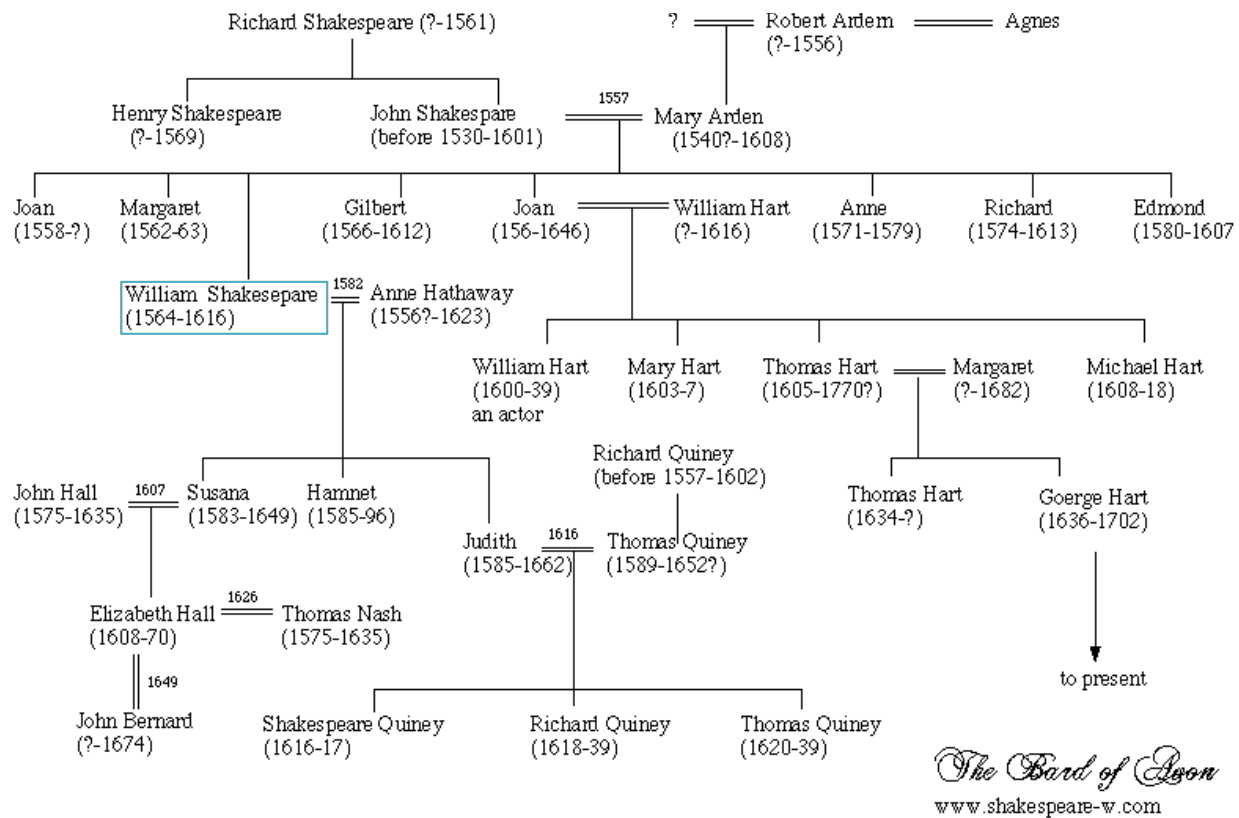 Richard Shakespeare (?-1561)
? Robert Ardern Agnes
(?-1556)
Henry Shakespeare
(?-1569)
John Shakespare
(before 1530-1601)
1557
Mary Arden
(1540?-1608)
Joan
(1558-?)
Margaret
(1562-63)
Gilbert
(1566-1612)
Joan
(156-1646)
William Hart
(?-1616)
Anne
(1571-1579)
Richard
(1574-1613)
Edmond
(1580-1607
William Shakesepare
(1564-1616)
1582
Anne Hathaway
(1556?-1623)
William Hart
(1600-39)
an actor
Mary Hart
(1603-7)
Thomas Hart
(1605-1770?)
Margaret
(?-1682)
Michael Hart
(1608-18)
John Hall
(1575-1635)
1607
Susana
(1583-1649)
Hamnet
(1585-96)
Richard Quiney
(before 1557-1602)
Judith
(1585-1662)
1616
Thomas Quiney
(1589-1652?)
Thomas Hart
(1634-?)
Goerge Hart
(1636-1702)
Elizabeth Hall
(1608-70)
1626
Thomas Nash
(1575-1635)
1649
John Bernard
(?-1674)
Shakespeare Quiney
(1616-17)
Richard Quiney
(1618-39)
Thomas Quiney
(1620-39)
to present
The Bard of Avon
www.shakespeare-w.com